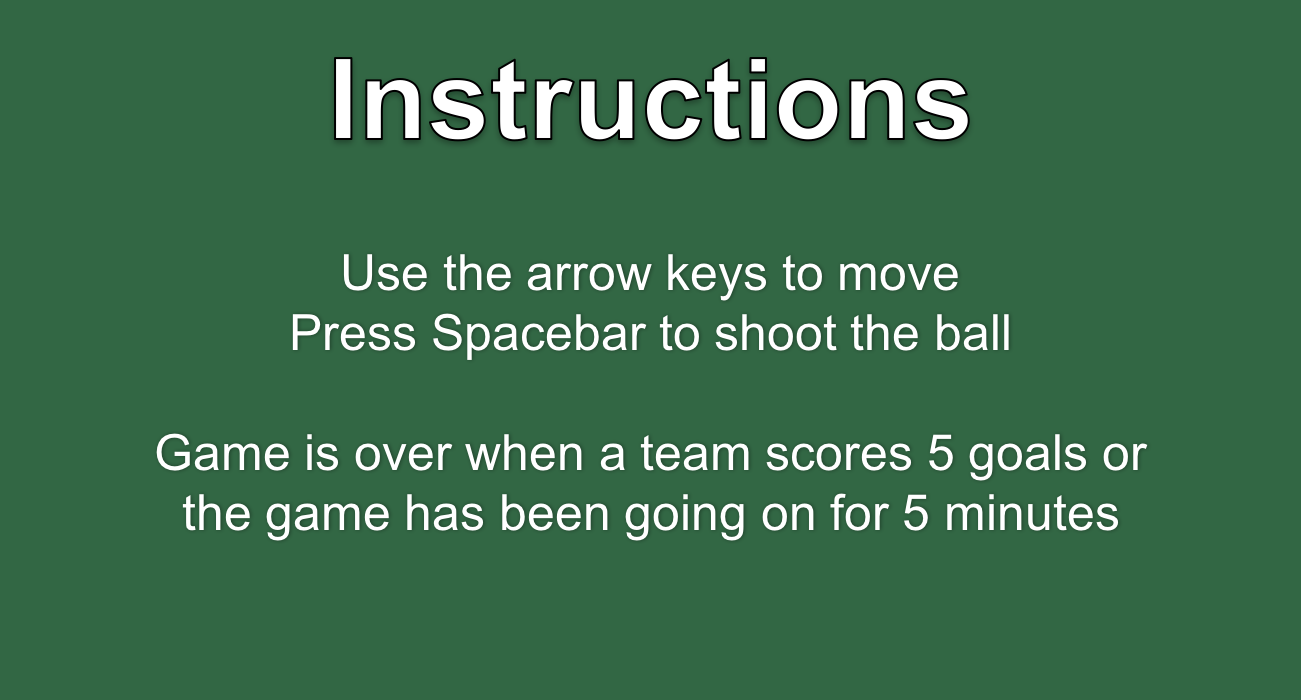 Instructions
Use the arrow keys to move
Press Spacebar to shoot the ball
Game is over when a team scores 5 goals or
the game has been going on for 5 minutes